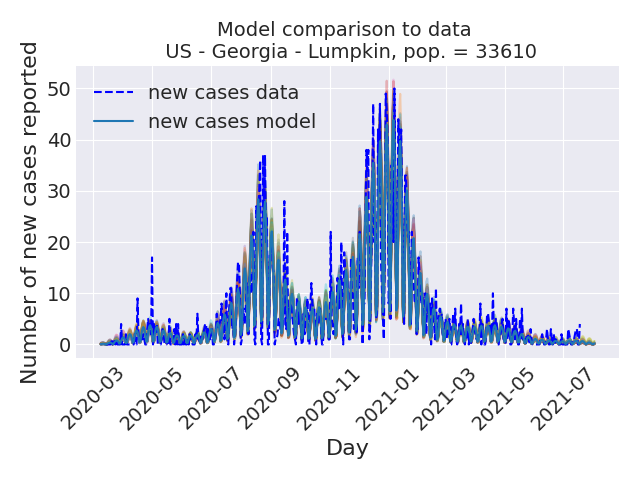 Model comparison to data
US - Georgia - Lumpkin, pop. = 33610
Number of new cases reported
50
40
30
20
10
0
new cases data
new cases model
2020-03
2020-05
2020-07
2020-09
2020-11
2021-01
2021-03
2021-05
2021-07
Day